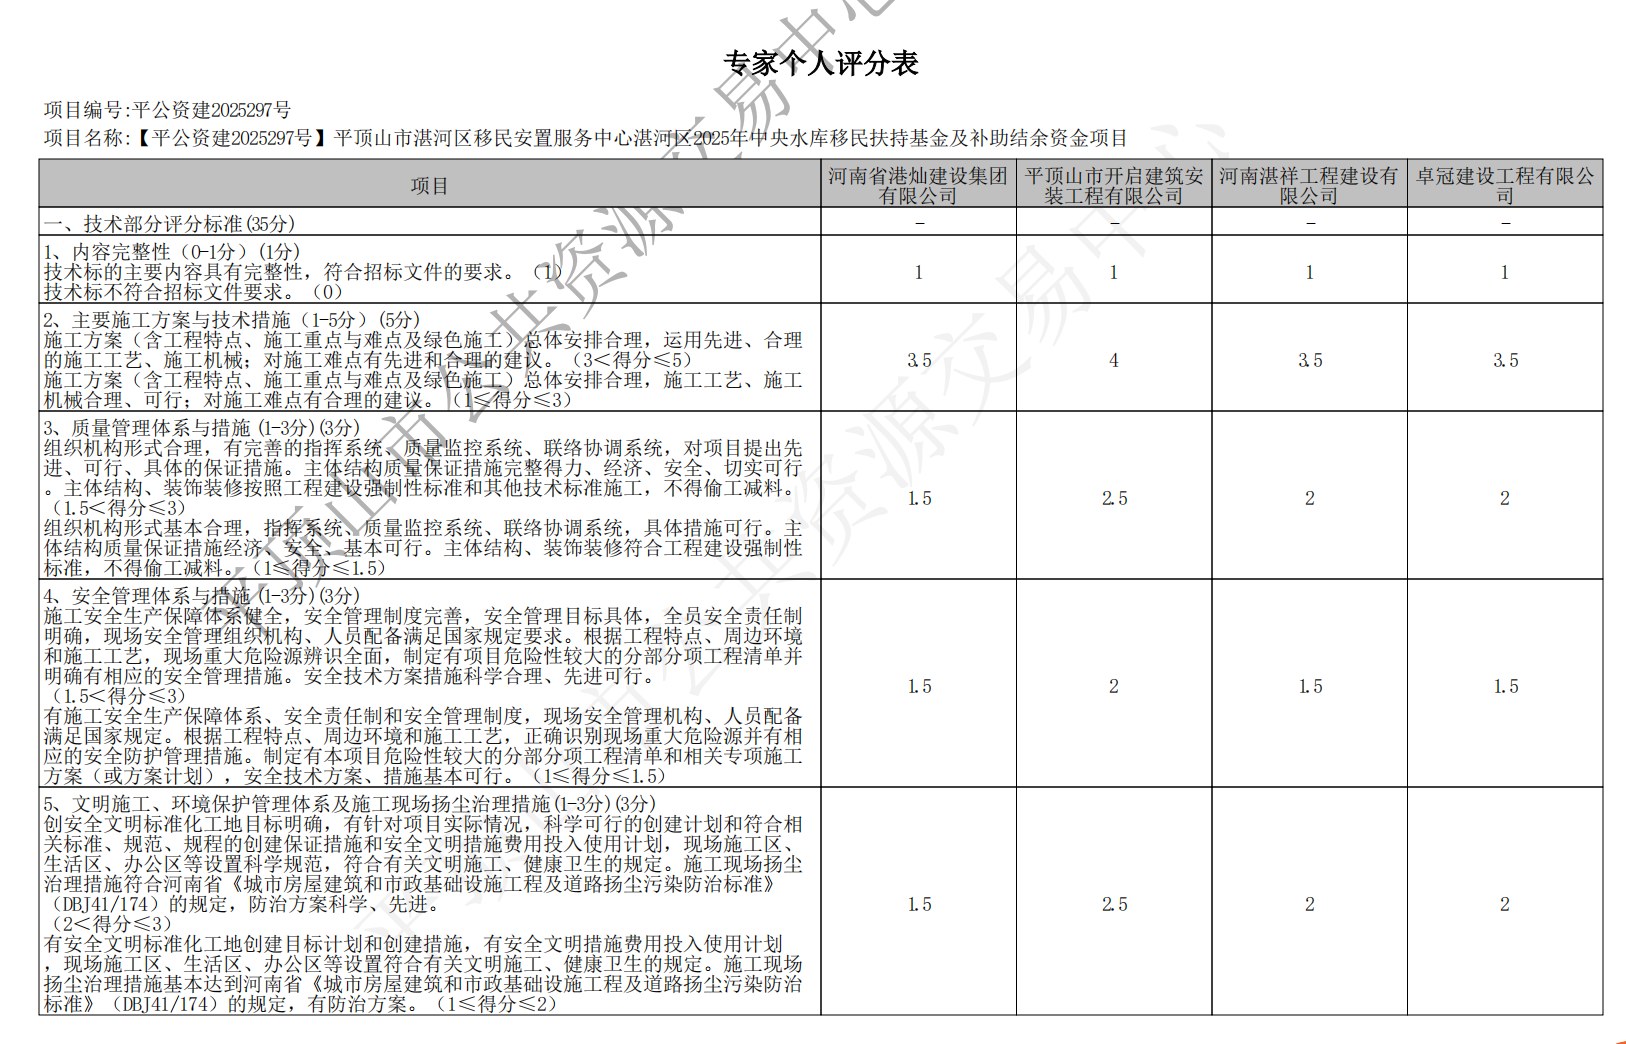 专家个人评分表
项目编号:平公资建2025297号
项目名称:【平公资建2025297号】平顶山市湛河区移民安置服务中心湛河区2025年中央水库移民扶持基金及补助结余资金项目
项目
河南省港灿建设集团
有限公司
平顶山市开启建筑安
装工程有限公司
河南湛祥工程建设有
限公司
卓冠建设工程有限公
司
一、技术部分评分标准(35分)
-
-
-
-
1、内容完整性（0-1分）(1分)
技术标的主要内容具有完整性，符合招标文件的要求。（1）
技术标不符合招标文件要求。（0）
1
1
1
1
2、主要施工方案与技术措施（1-5分）(5分)
施工方案（含工程特点、施工重点与难点及绿色施工）总体安排合理，运用先进、合理
的施工工艺、施工机械；对施工难点有先进和合理的建议。（3＜得分≤5）
施工方案（含工程特点、施工重点与难点及绿色施工）总体安排合理，施工工艺、施工
机械合理、可行；对施工难点有合理的建议。（1≤得分≤3）
3.5
4
3.5
3.5
3、质量管理体系与措施(1-3分)(3分)
组织机构形式合理，有完善的指挥系统、质量监控系统、联络协调系统，对项目提出先
进、可行、具体的保证措施。主体结构质量保证措施完整得力、经济、安全、切实可行
。主体结构、装饰装修按照工程建设强制性标准和其他技术标准施工，不得偷工减料。
（1.5＜得分≤3）
组织机构形式基本合理，指挥系统、质量监控系统、联络协调系统，具体措施可行。主
体结构质量保证措施经济、安全、基本可行。主体结构、装饰装修符合工程建设强制性
标准，不得偷工减料。（1≤得分≤1.5）
1.5
2.5
2
2
4、安全管理体系与措施(1-3分)(3分)
施工安全生产保障体系健全，安全管理制度完善，安全管理目标具体，全员安全责任制
明确，现场安全管理组织机构、人员配备满足国家规定要求。根据工程特点、周边环境
和施工工艺，现场重大危险源辨识全面，制定有项目危险性较大的分部分项工程清单并
明确有相应的安全管理措施。安全技术方案措施科学合理、先进可行。
（1.5＜得分≤3）
有施工安全生产保障体系、安全责任制和安全管理制度，现场安全管理机构、人员配备
满足国家规定。根据工程特点、周边环境和施工工艺，正确识别现场重大危险源并有相
应的安全防护管理措施。制定有本项目危险性较大的分部分项工程清单和相关专项施工
方案（或方案计划），安全技术方案、措施基本可行。（1≤得分≤1.5）
1.5
2
1.5
1.5
5、文明施工、环境保护管理体系及施工现场扬尘治理措施(1-3分)(3分)
创安全文明标准化工地目标明确，有针对项目实际情况，科学可行的创建计划和符合相
关标准、规范、规程的创建保证措施和安全文明措施费用投入使用计划，现场施工区、
生活区、办公区等设置科学规范，符合有关文明施工、健康卫生的规定。施工现场扬尘
治理措施符合河南省《城市房屋建筑和市政基础设施工程及道路扬尘污染防治标准》
（DBJ41/174）的规定，防治方案科学、先进。
（2＜得分≤3）
有安全文明标准化工地创建目标计划和创建措施，有安全文明措施费用投入使用计划
，现场施工区、生活区、办公区等设置符合有关文明施工、健康卫生的规定。施工现场
扬尘治理措施基本达到河南省《城市房屋建筑和市政基础设施工程及道路扬尘污染防治
标准》（DBJ41/174）的规定，有防治方案。（1≤得分≤2）
1.5
2.5
2
2
平顶山市公共资源交易中心
平顶山市公共资源交易中心